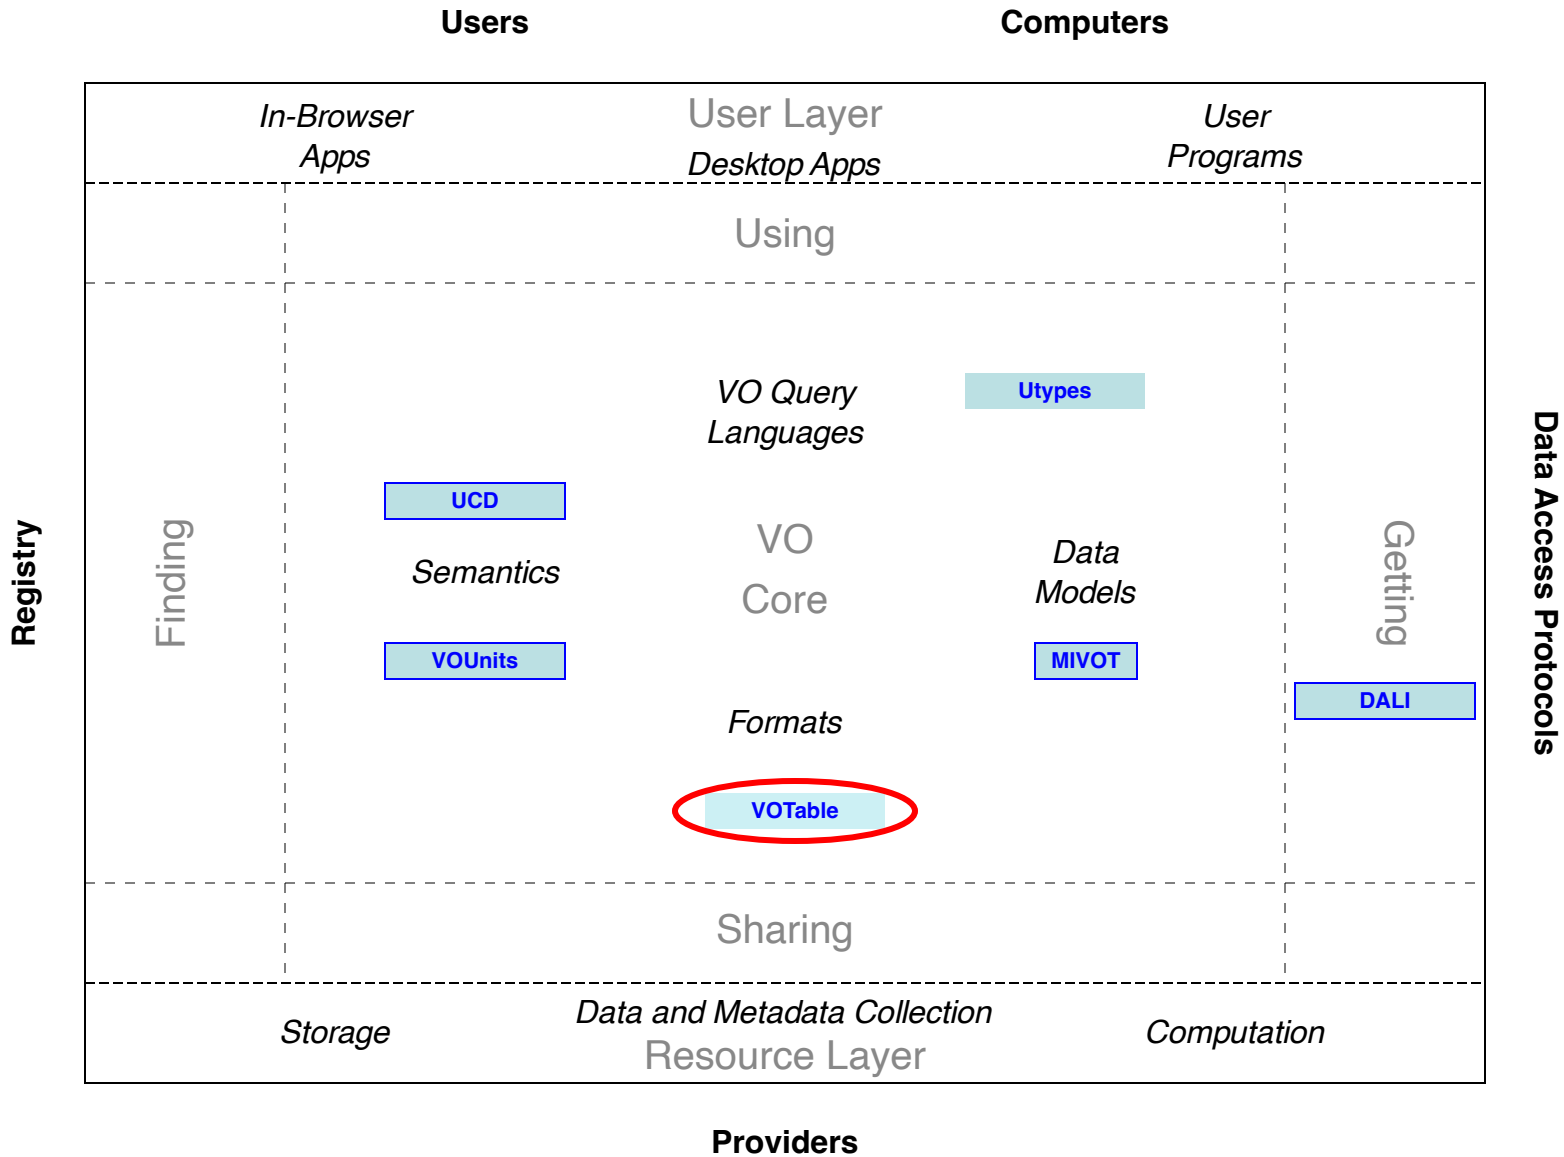 Users
Computers
In-Browser
Apps
User Layer
Desktop Apps
User
Programs
Using
VO Query
Languages
Utypes
UCD
Semantics
VOUnits
VO
Core
Data
Models
MIVOT
Finding
Registry
Getting
Data Access Protocols
DALI
Formats
VOTable
Sharing
Storage
Data and Metadata Collection
Resource Layer
Computation
Providers